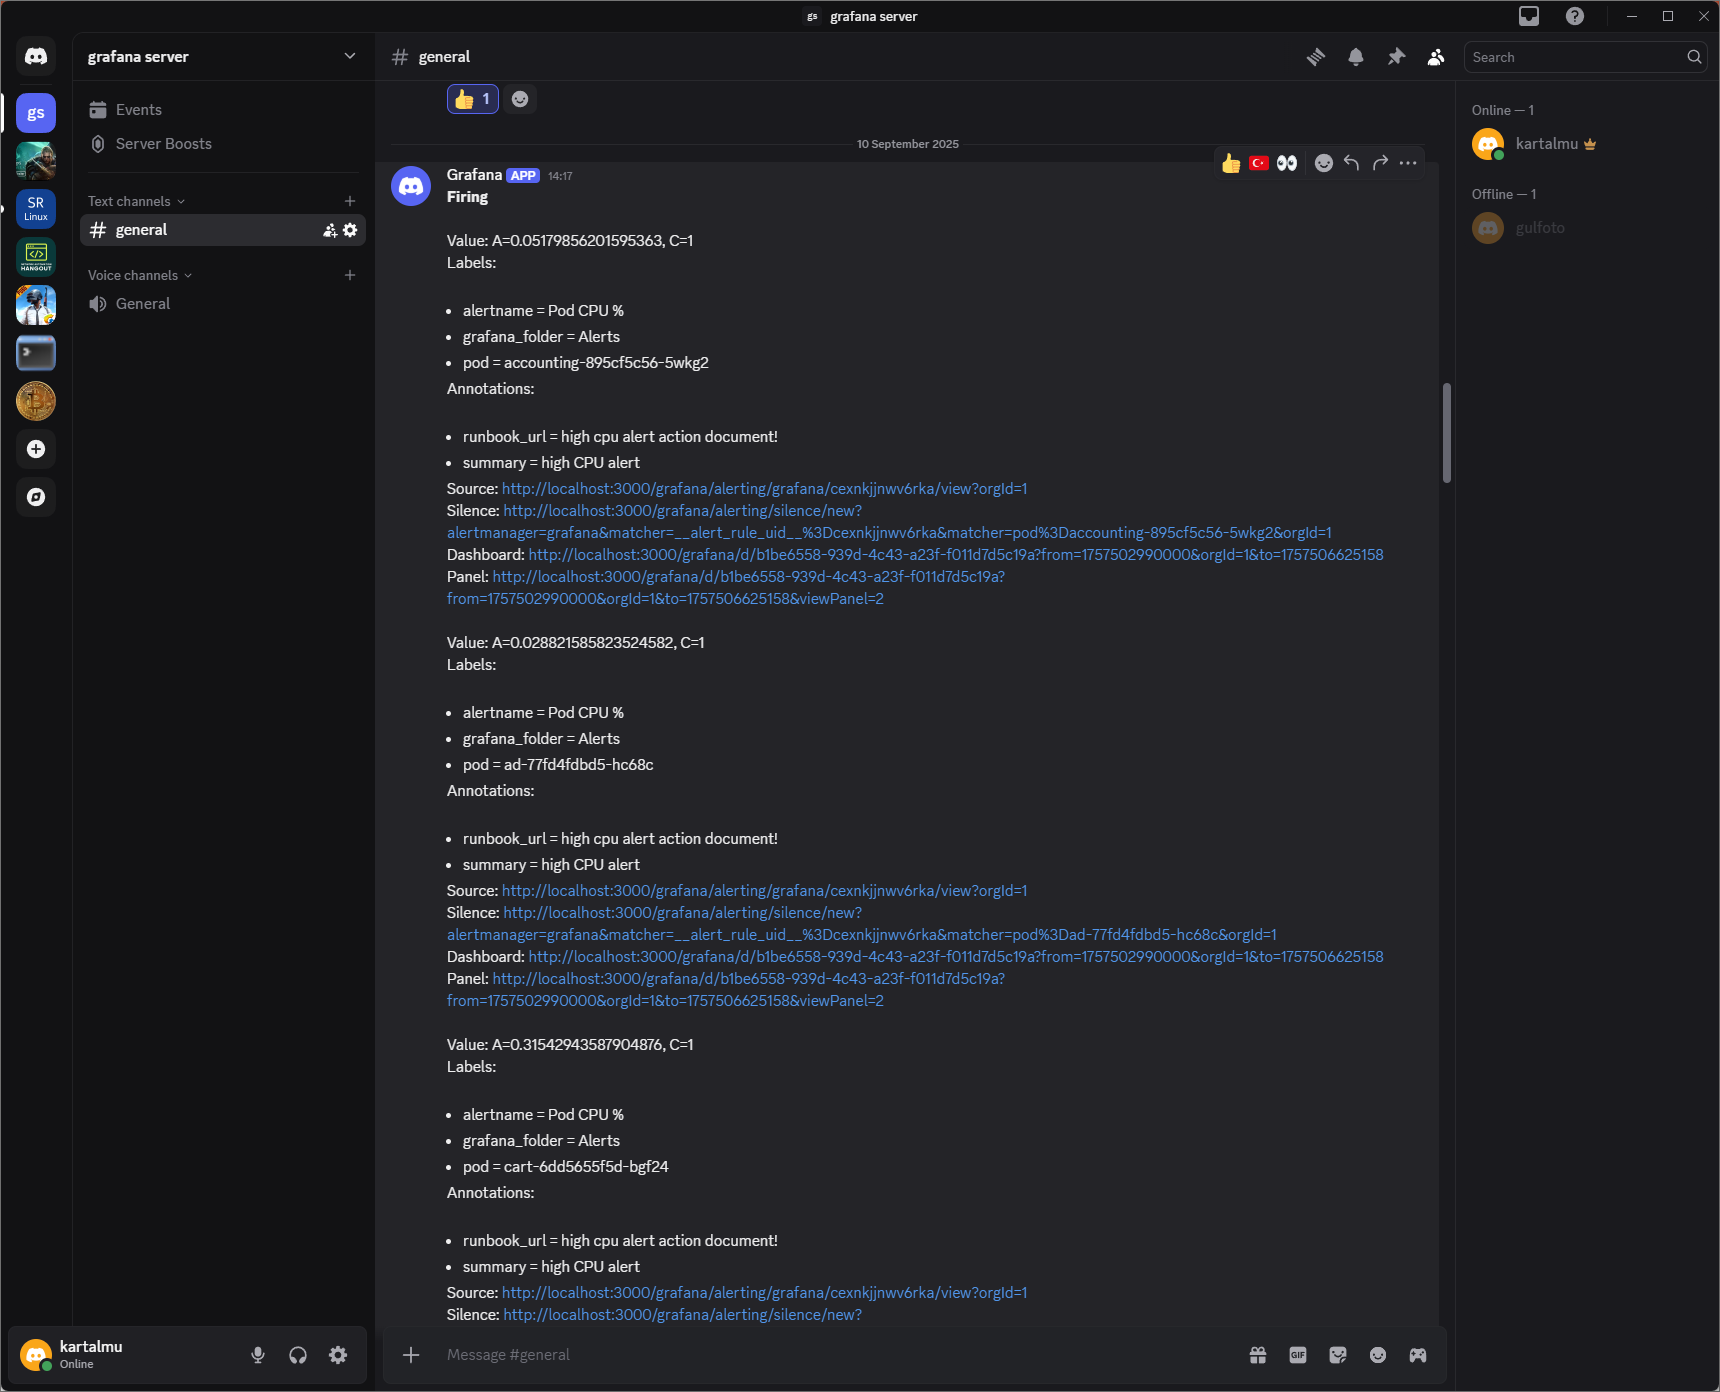 gs grafana server
grafana server
general
Search
gs
Events
Server Boosts
Text channels
general
Voice channels
General
SR
Linux
HANGOUT
1
10 September 2025
Grafana APP 14:17
Firing
Value: A=0.05179856201595363, C=1
Labels:
• alertname = Pod CPU %
• grafana_folder = Alerts
• pod = accounting-895cf5c56-5wkg2
Annotations:
• runbook_url = high cpu alert action document!
• summary = high CPU alert
Source: http://localhost:3000/grafana/alerting/grafana/cexnkjjnwv6rka/view?orgId=1
Silence: http://localhost:3000/grafana/alerting/silence/new?
alertmanager=grafana&matcher=__alert_rule_uid__%3Dcexnkjjnwv6rka&matcher=pod%3Daccounting-895cf5c56-5wkg2&orgId=1
Dashboard: http://localhost:3000/grafana/d/b1be6558-939d-4c43-a23f-f011d7d5c19a?from=1757502990000&orgId=1&to=1757506625158
Panel: http://localhost:3000/grafana/d/b1be6558-939d-4c43-a23f-f011d7d5c19a?
from=1757502990000&orgId=1&to=1757506625158&viewPanel=2
Value: A=0.028821585823524582, C=1
Labels:
• alertname = Pod CPU %
• grafana_folder = Alerts
• pod = ad-77fd4fdbd5-hc68c
Annotations:
• runbook_url = high cpu alert action document!
• summary = high CPU alert
Source: http://localhost:3000/grafana/alerting/grafana/cexnkjjnwv6rka/view?orgId=1
Silence: http://localhost:3000/grafana/alerting/silence/new?
alertmanager=grafana&matcher=__alert_rule_uid__%3Dcexnkjjnwv6rka&matcher=pod%3Dad-77fd4fdbd5-hc68c&orgId=1
Dashboard: http://localhost:3000/grafana/d/b1be6558-939d-4c43-a23f-f011d7d5c19a?from=1757502990000&orgId=1&to=1757506625158
Panel: http://localhost:3000/grafana/d/b1be6558-939d-4c43-a23f-f011d7d5c19a?
from=1757502990000&orgId=1&to=1757506625158&viewPanel=2
Value: A=0.31542943587904876, C=1
Labels:
• alertname = Pod CPU %
• grafana_folder = Alerts
• pod = cart-6dd5655f5d-bgf24
Annotations:
• runbook_url = high cpu alert action document!
• summary = high CPU alert
Source: http://localhost:3000/grafana/alerting/grafana/cexnkjjnwv6rka/view?orgId=1
Silence: http://localhost:3000/grafana/alerting/silence/new?
Online — 1
kartalmu
Offline — 1
gulfoto
kartalmu
Online
Message #general
GIF